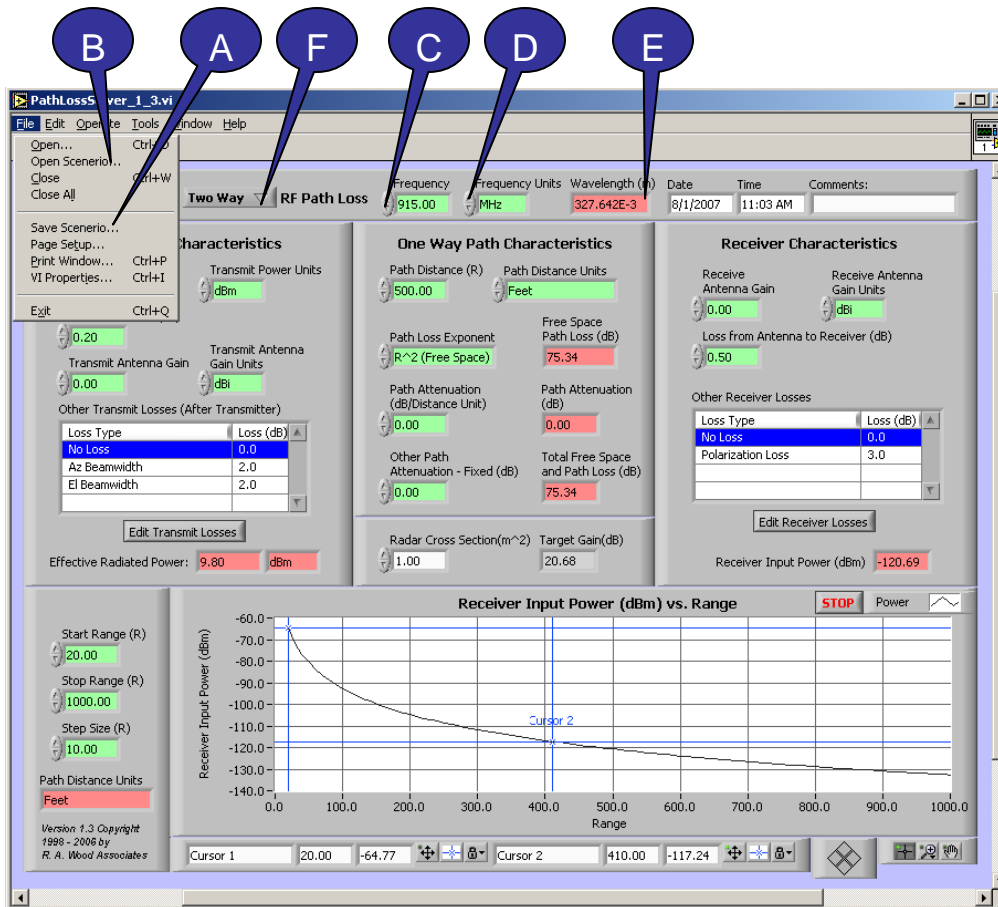 B A F C D E
PathLossSolver_1_3.vi
File Edit Operate Tools Window Help
Open...
Open Scenerio...
Close Ctrl+W
Close All
Save Scenerio...
Page Setup...
Print Window... Ctrl+P
VI Properties... Ctrl+I
Exit Ctrl+Q
1
Two Way RF Path Loss
Frequency Frequency Units Wavelength (m) Date Time Comments:
915.00 MHz 327.642E-3 8/1/2007 11:03 AM
Characteristics
Transmit Power Units
dBm
0.20
Transmit Antenna Gain
Transmit Antenna
Gain Units
0.00 dBi
Other Transmit Losses (After Transmitter)
Loss Type Loss (dB)
No Loss 0.0
Az Beamwidth 2.0
El Beamwidth 2.0
Edit Transmit Losses
Effective Radiated Power: 9.80 dBm
One Way Path Characteristics
Path Distance (R) Path Distance Units
500.00 Feet
Path Loss Exponent
R^2 (Free Space)
Free Space
Path Loss (dB)
75.34
Path Attenuation
(dB/Distance Unit)
0.00
Path Attenuation
(dB)
0.00
Other Path
Attenuation - Fixed (dB)
0.00
Total Free Space
and Path Loss (dB)
75.34
Radar Cross Section(m^2) Target Gain(dB)
1.00 20.68
Receiver Characteristics
Receive
Antenna Gain
0.00
Receive Antenna
Gain Units
dBi
Loss from Antenna to Receiver (dB)
0.50
Other Receiver Losses
Loss Type Loss (dB)
No Loss 0.0
Polarization Loss 3.0
Edit Receiver Losses
Receiver Input Power (dBm) -120.69
Start Range (R)
20.00
Stop Range (R)
1000.00
Step Size (R)
10.00
Path Distance Units
Feet
Version 1.3 Copyright
1998 - 2006 by
R. A. Wood Associates
Receiver Input Power (dBm) vs. Range
STOP Power
Receiver Input Power (dBm)
-60.0
-70.0
-80.0
-90.0
-100.0
-110.0
-120.0
-130.0
-140.0
Cursor 2
0.0 100.0 200.0 300.0 400.0 500.0 600.0 700.0 800.0 900.0 1000.0
Range
Cursor 1 20.00 -64.77 Cursor 2 410.00 -117.24